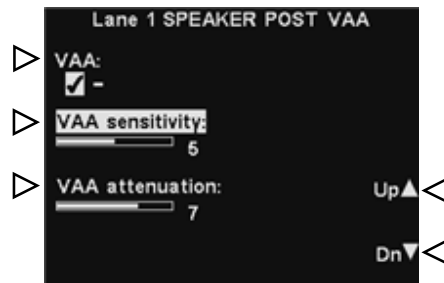 Lane 1 SPEAKER POST VAA
VAA:
✓ –
VAA sensitivity:
5
VAA attenuation:
7
Up▲
Dn▼